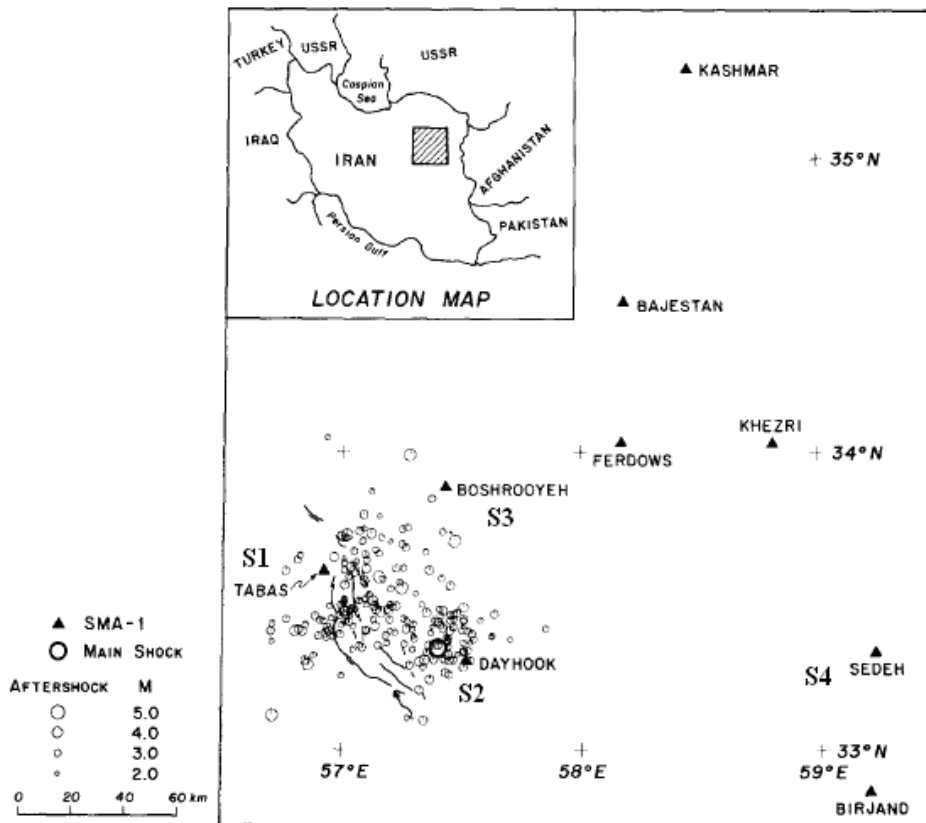 TURKEY
USSR
USSR
Caspian
Sea
IRAQ
IRAN
AFGHANISTAN
PAKISTAN
Persian Gulf
LOCATION MAP
KASHMAR
35° N
BAJESTAN
KHEZRI
FERDOWS
34° N
BOSHROOYEH
S3
S1
TABAS
DAYHOOK
S2
S4
SEDEH
33° N
57° E
58° E
59° E
BIRJAND
SMA-1
MAIN SHOCK
AFTERSHOCK M
5.0
4.0
3.0
2.0
0 20 40 60 km